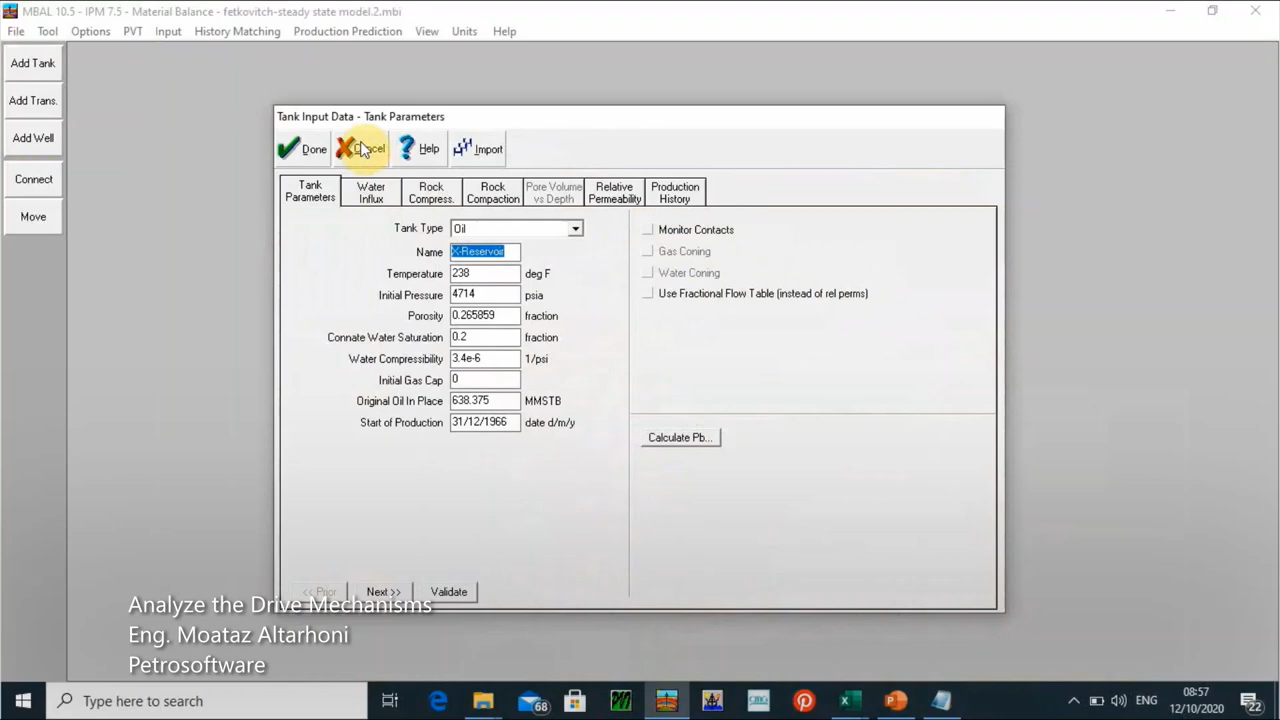 MBAL 10.5 - IPM 7.5 - Material Balance - fetkovitch-steady state model.2.mbi
File Tool Options PVT Input History Matching Production Prediction View Units Help
Add Tank
Add Trans.
Add Well
Connect
Move
Tank Input Data - Tank Parameters
Done Cancel Help Import
Tank Parameters
Water Influx
Rock Compress.
Rock Compaction
Pore Volume vs Depth
Relative Permeability
Production History
Tank Type Oil
Name X-Reservoir
Temperature 238 deg F
Initial Pressure 4714 psia
Porosity 0.265859 fraction
Connate Water Saturation 0.2 fraction
Water Compressibility 3.4e-6 1/psi
Initial Gas Cap 0
Original Oil In Place 638.375 MMSTB
Start of Production 31/12/1966 date d/m/y
Monitor Contacts
Gas Coning
Water Coning
Use Fractional Flow Table (instead of rel perms)
Calculate Pb...
<< Prior Next >> Validate
Analyze the Drive Mechanisms
Eng. Moataz Altarhoni
Petrosoftware
Type here to search
68
CMG
ENG
08:57
12/10/2020
22